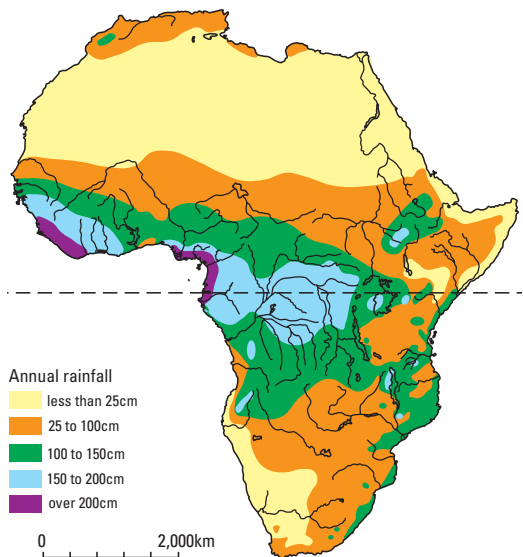 Annual rainfall
less than 25cm
25 to 100cm
100 to 150cm
150 to 200cm
over 200cm
0 2,000km